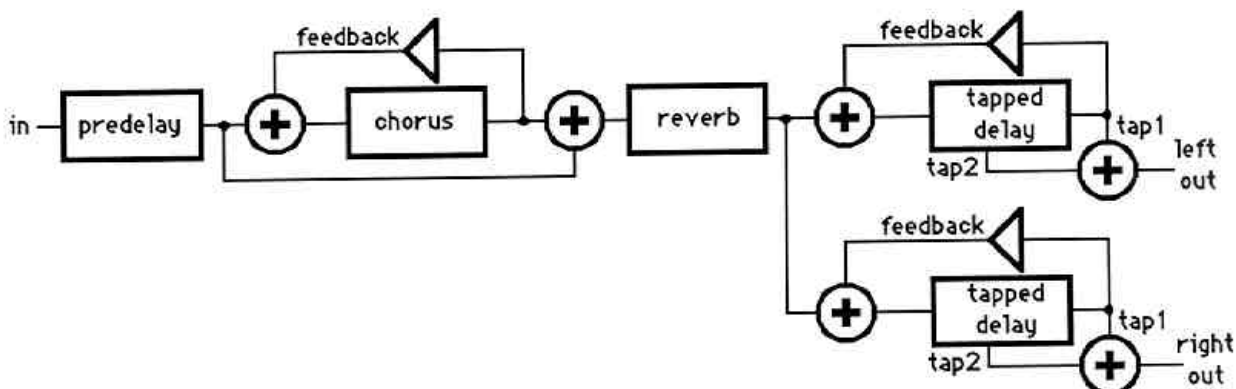 feedback
in
predelay
+
chorus
+
reverb
feedback
+
tapped
delay
tap1
tap2
+
left
out
feedback
+
tapped
delay
tap1
tap2
+
right
out